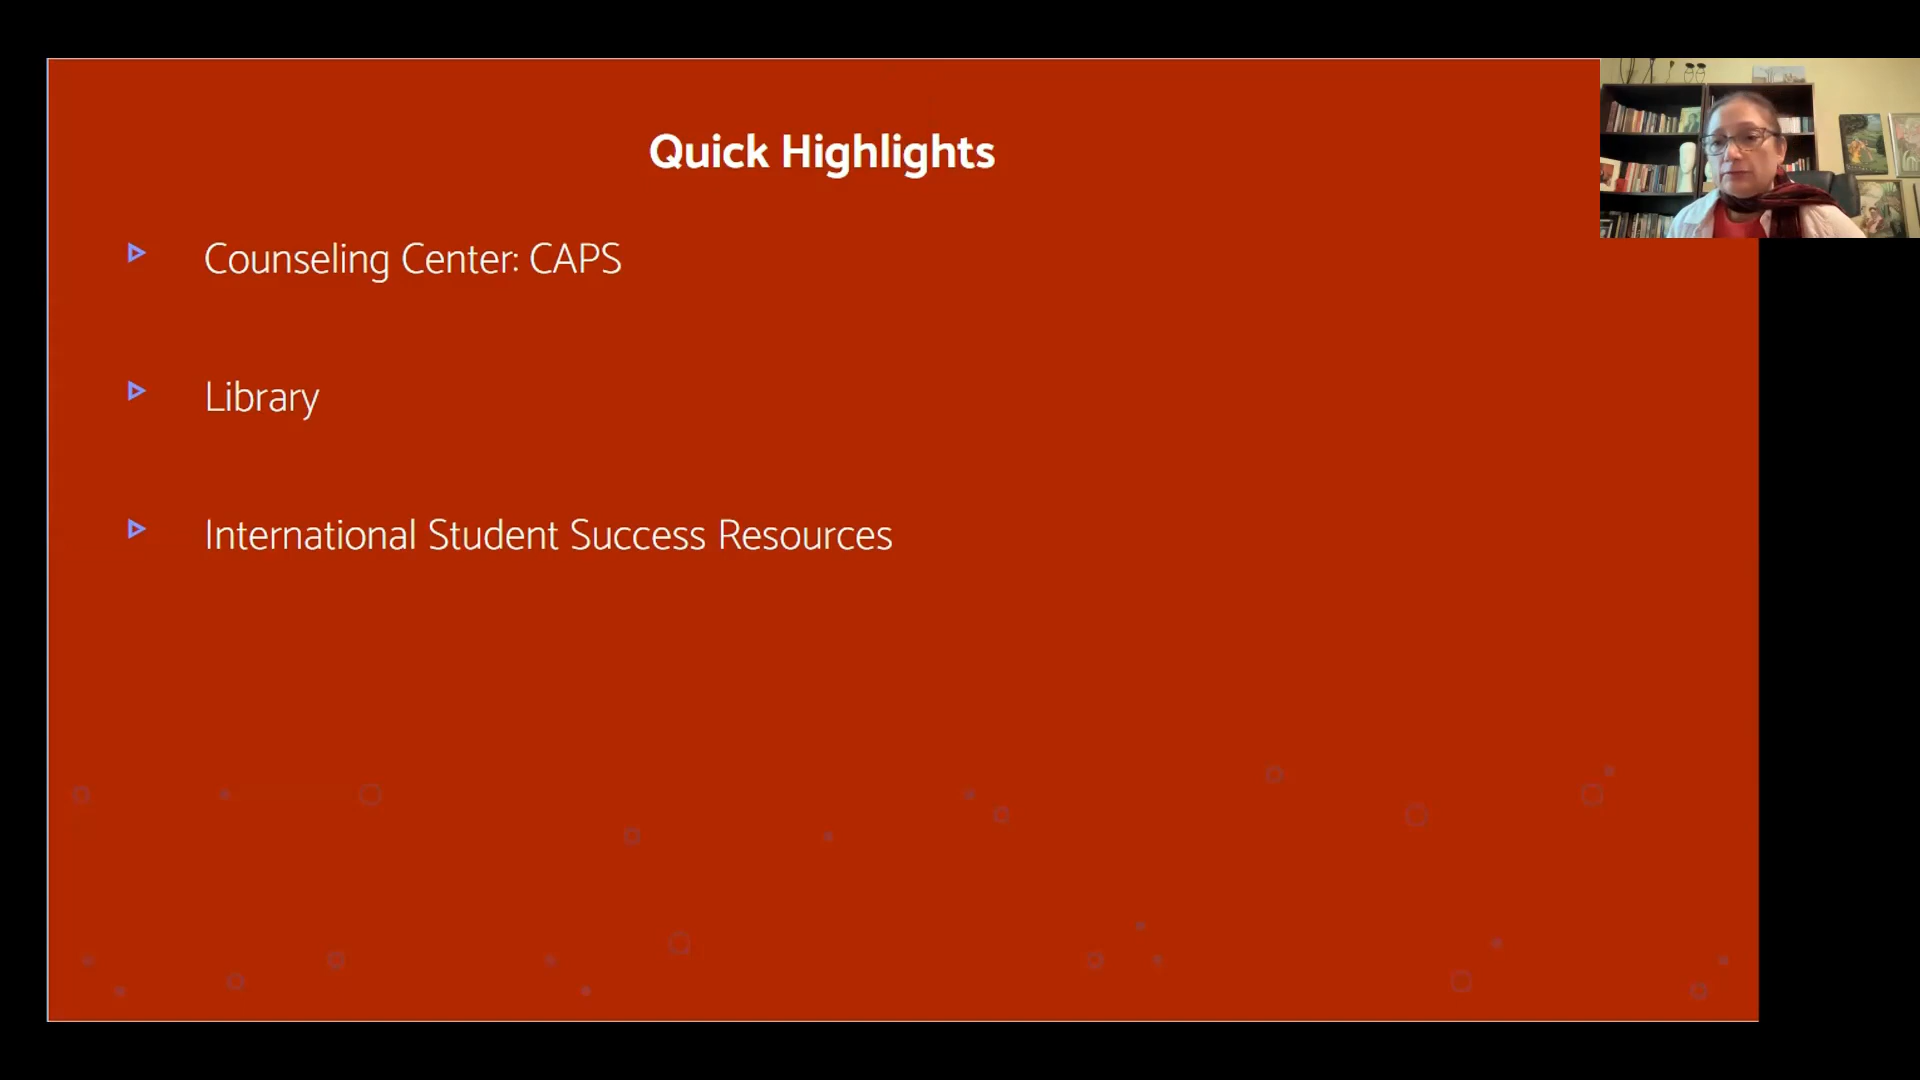 Quick Highlights
Counseling Center: CAPS
Library
International Student Success Resources